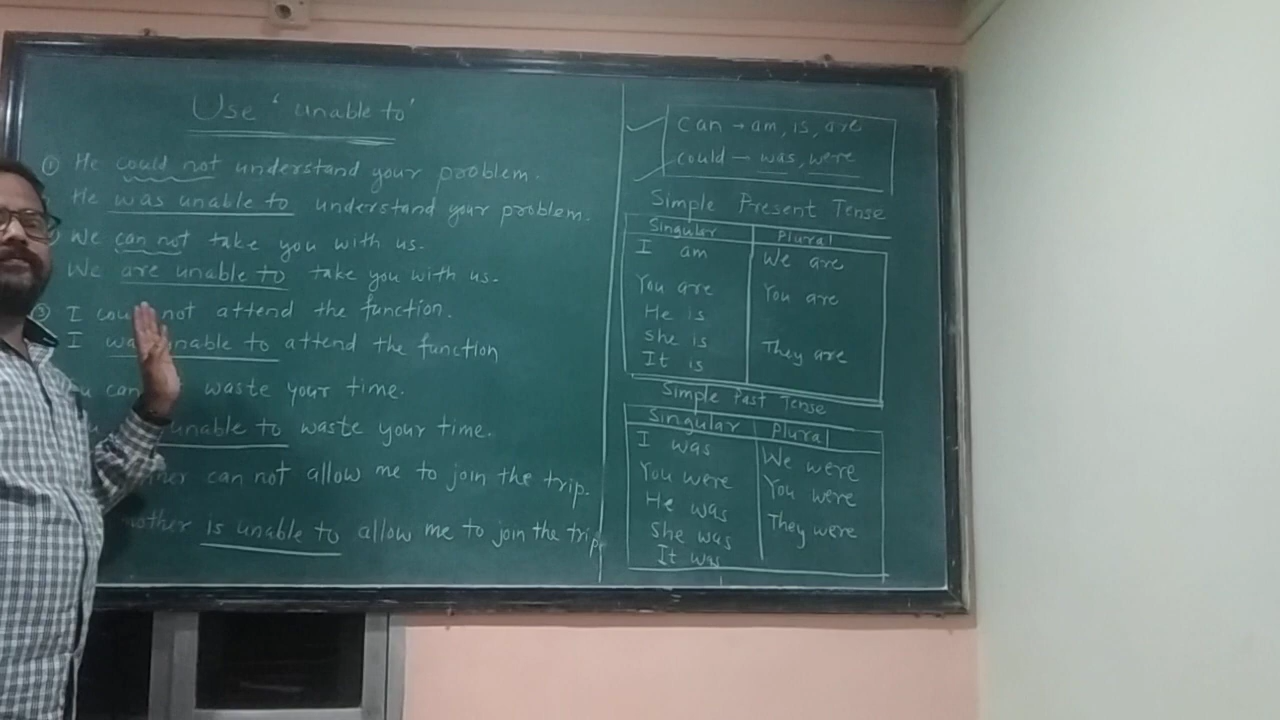 Use 'unable to'
① He could not understand your problem.
He was unable to understand your problem.
We can not take you with us.
We are unable to take you with us.
③ I could not attend the function.
I was unable to attend the function
can waste your time.
unable to waste your time.
can not allow me to join the trip.
mother is unable to allow me to join the trip.
can → am, is, are
could — was, were
Simple Present Tense
Singular Plural
I am We are
You are You are
He is
She is
They are
It is
Simple Past Tense
Singular Plural
I was We were
You were You were
He was They were
She was
It was